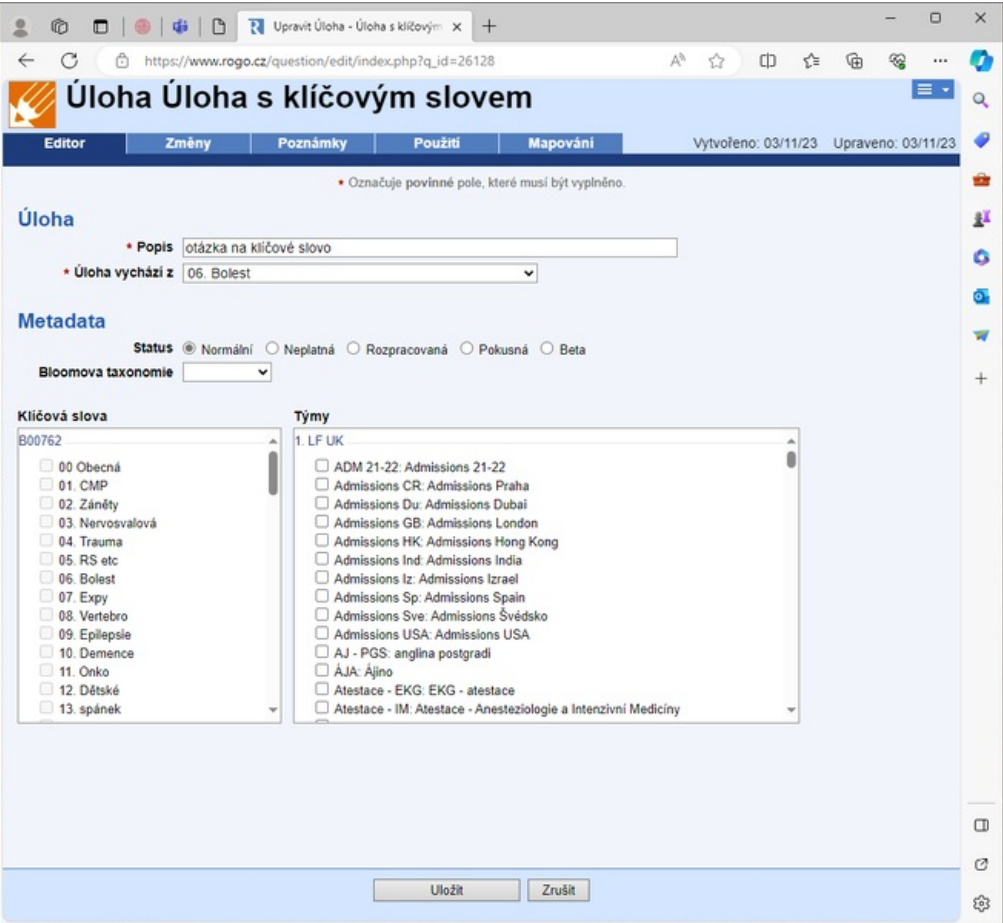 Upravit Úloha - Úloha s klíčovým
https://www.rogo.cz/question/edit/index.php?q_id=26128
Úloha Úloha s klíčovým slovem
Editor Změny Poznámky Použití Mapování Vytvořeno: 03/11/23 Upraveno: 03/11/23
* Označuje povinné pole, které musí být vyplněno.
Úloha
* Popis otázka na klíčové slovo
* Úloha vychází z 06. Bolest
Metadata
Status Normální Neplatná Rozpracovaná Pokusná Beta
Bloomova taxonomie
Klíčová slova
B00762
00 Obecná
01. CMP
02. Záněty
03. Nervosvalová
04. Trauma
05. RS etc
06. Bolest
07. Expy
08. Vertebro
09. Epilepsie
10. Demence
11. Onko
12. Dětské
13. spánek
Týmy
1. LF UK
ADM 21-22: Admissions 21-22
Admissions CR: Admissions Praha
Admissions Du: Admissions Dubai
Admissions GB: Admissions London
Admissions HK: Admissions Hong Kong
Admissions Ind: Admissions India
Admissions Iz: Admissions Izrael
Admissions Sp: Admissions Spain
Admissions Sve: Admissions Švédsko
Admissions USA: Admissions USA
AJ - PGS: anglina postgradi
ÁJA: Ájino
Atestace - EKG: EKG - atestace
Atestace - IM: Atestace - Anesteziologie a Intenzivní Medicíny
Uložit Zrušit